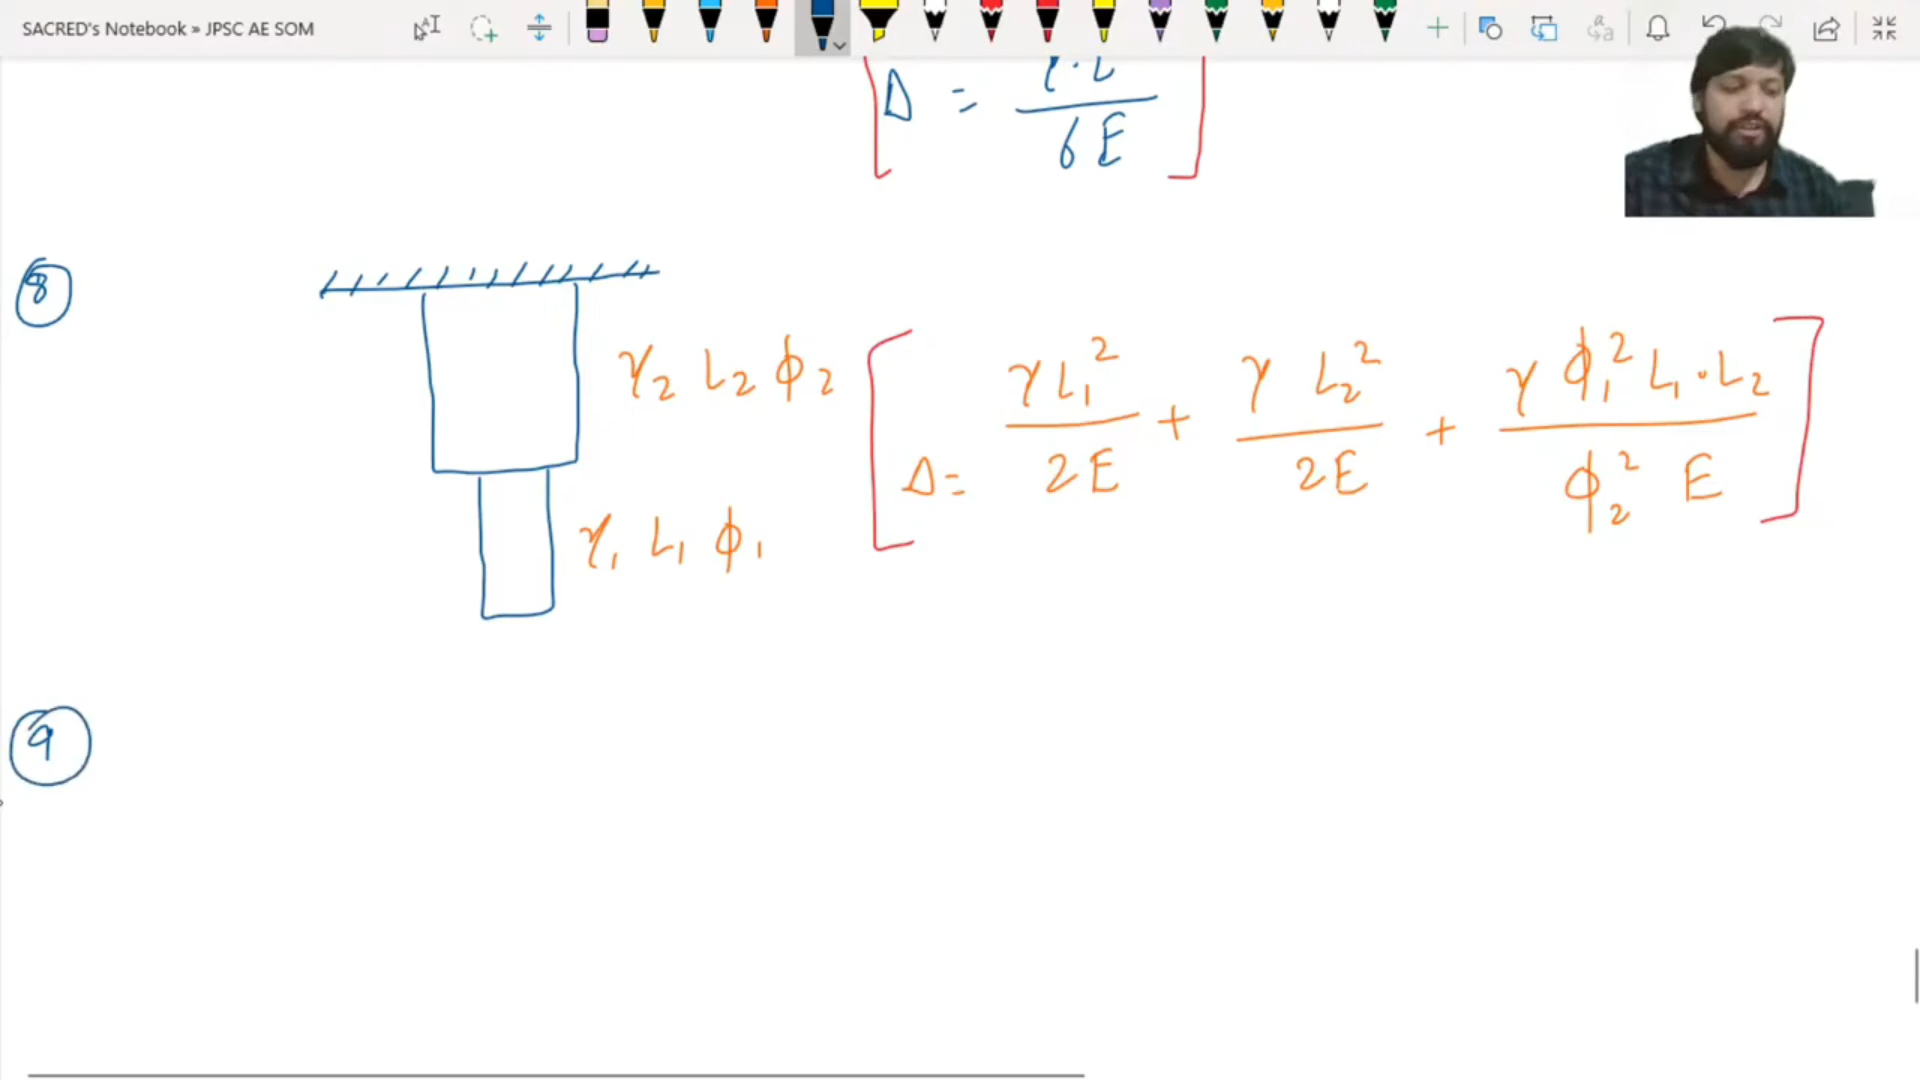 SACRED's Notebook » JPSC AE SOM
Δ = γ·L / 6E
8
γ₂ L₂ ϕ₂
Δ = γL₁² / 2E + γ L₂² / 2E + γ ϕ₁² L₁·L₂ / ϕ₂² E
γ₁ L₁ ϕ₁
9